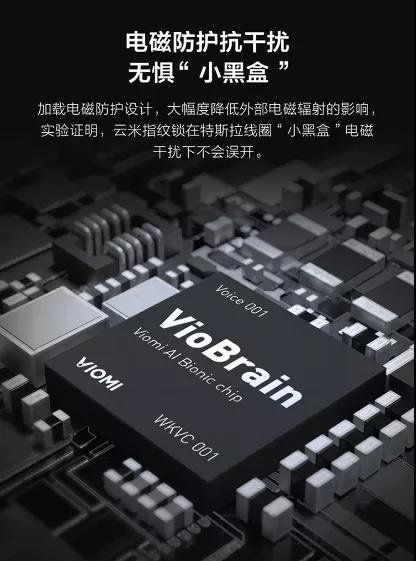 电磁防护抗干扰
无惧“ 小黑盒 ”
加载电磁防护设计，大幅度降低外部电磁辐射的影响，
实验证明，云米指纹锁在特斯拉线圈“ 小黑盒 ”电磁
干扰下不会误开。
Voice 001
VioBrain
Viomi AI Bionic chip
VIOMI
WKVC 001